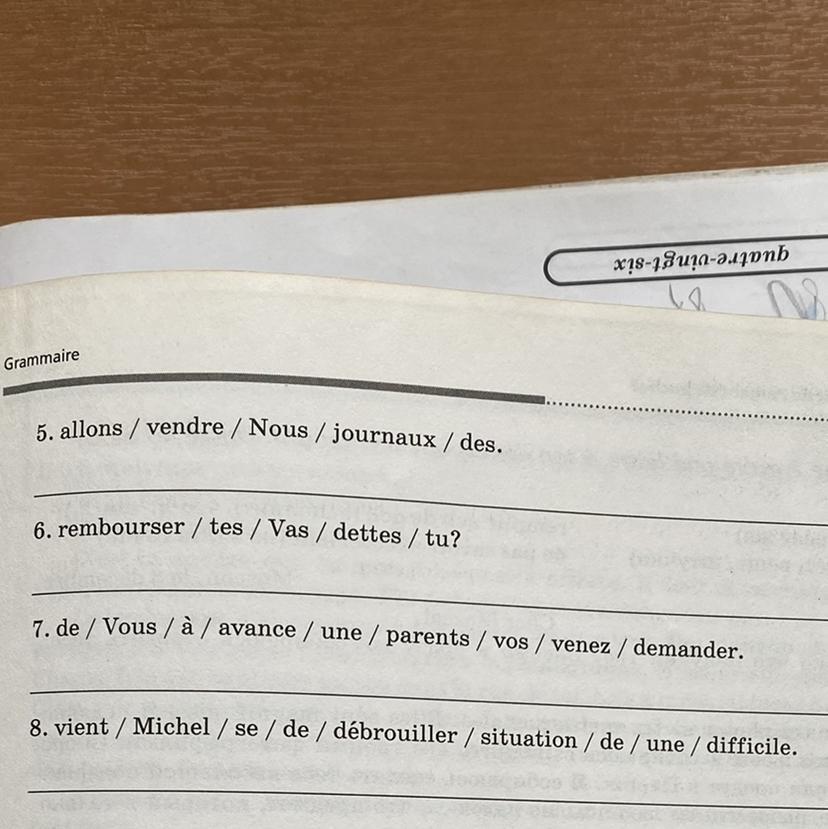 quatre-vingt-six
Grammaire
5. allons / vendre / Nous / journaux / des.
6. rembourser / tes / Vas / dettes / tu?
7. de / Vous / à / avance / une / parents / vos / venez / demander.
8. vient / Michel / se / de / débrouiller / situation / de / une / difficile.